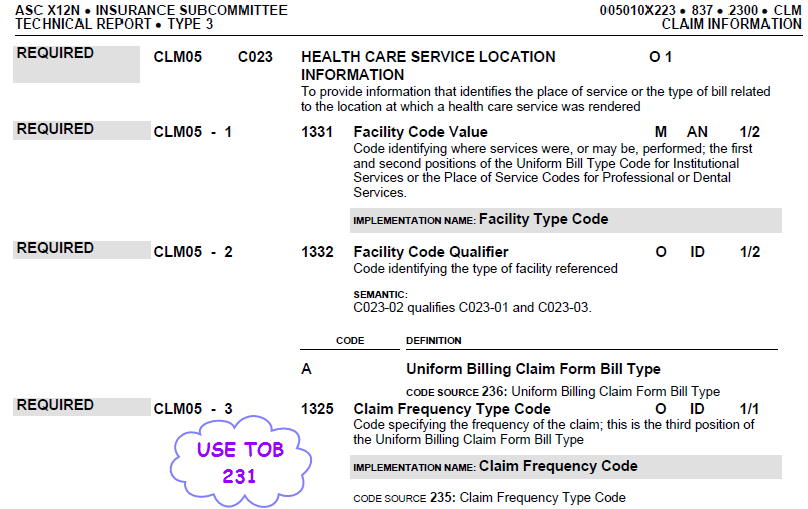 ASC X12N • INSURANCE SUBCOMMITTEE 005010X223 • 837 • 2300 • CLM
TECHNICAL REPORT • TYPE 3 CLAIM INFORMATION
REQUIRED CLM05 C023 HEALTH CARE SERVICE LOCATION O 1
INFORMATION
To provide information that identifies the place of service or the type of bill related
to the location at which a health care service was rendered
REQUIRED CLM05 - 1 1331 Facility Code Value M AN 1/2
Code identifying where services were, or may be, performed; the first
and second positions of the Uniform Bill Type Code for Institutional
Services or the Place of Service Codes for Professional or Dental
Services.
IMPLEMENTATION NAME: Facility Type Code
REQUIRED CLM05 - 2 1332 Facility Code Qualifier O ID 1/2
Code identifying the type of facility referenced
SEMANTIC:
C023-02 qualifies C023-01 and C023-03.
CODE DEFINITION
A Uniform Billing Claim Form Bill Type
CODE SOURCE 236: Uniform Billing Claim Form Bill Type
REQUIRED CLM05 - 3 1325 Claim Frequency Type Code O ID 1/1
Code specifying the frequency of the claim; this is the third position of
the Uniform Billing Claim Form Bill Type
USE TOB
231
IMPLEMENTATION NAME: Claim Frequency Code
CODE SOURCE 235: Claim Frequency Type Code